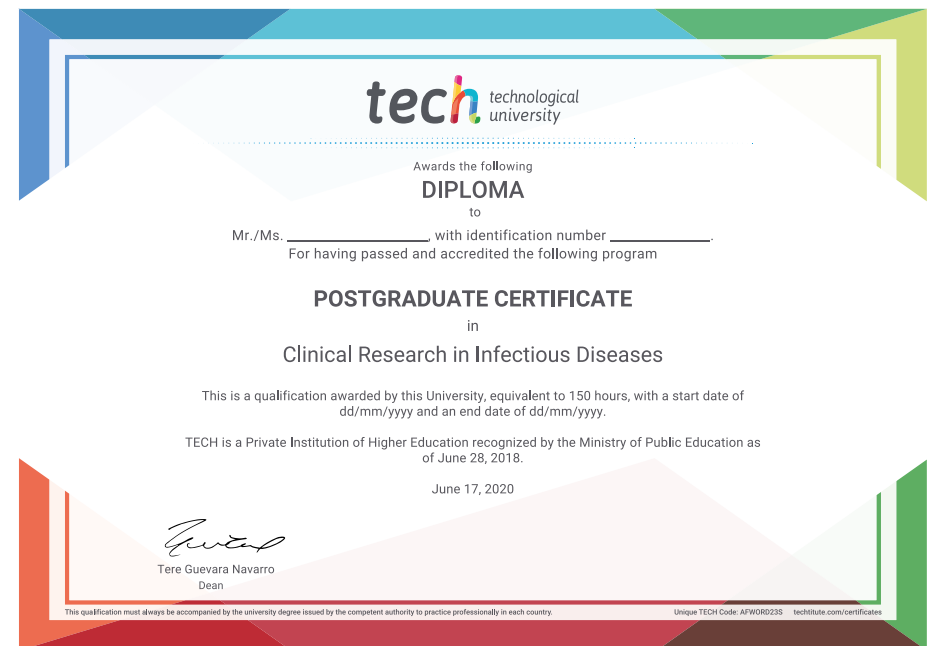 tech technological
university
Awards the following
DIPLOMA
to
Mr./Ms. ____________________, with identification number ______________.
For having passed and accredited the following program
POSTGRADUATE CERTIFICATE
in
Clinical Research in Infectious Diseases
This is a qualification awarded by this University, equivalent to 150 hours, with a start date of
dd/mm/yyyy and an end date of dd/mm/yyyy.
TECH is a Private Institution of Higher Education recognized by the Ministry of Public Education as
of June 28, 2018.
June 17, 2020
Tere Guevara Navarro
Dean
This qualification must always be accompanied by the university degree issued by the competent authority to practice professionally in each country. Unique TECH Code: AFWORD23S techtitute.com/certificates